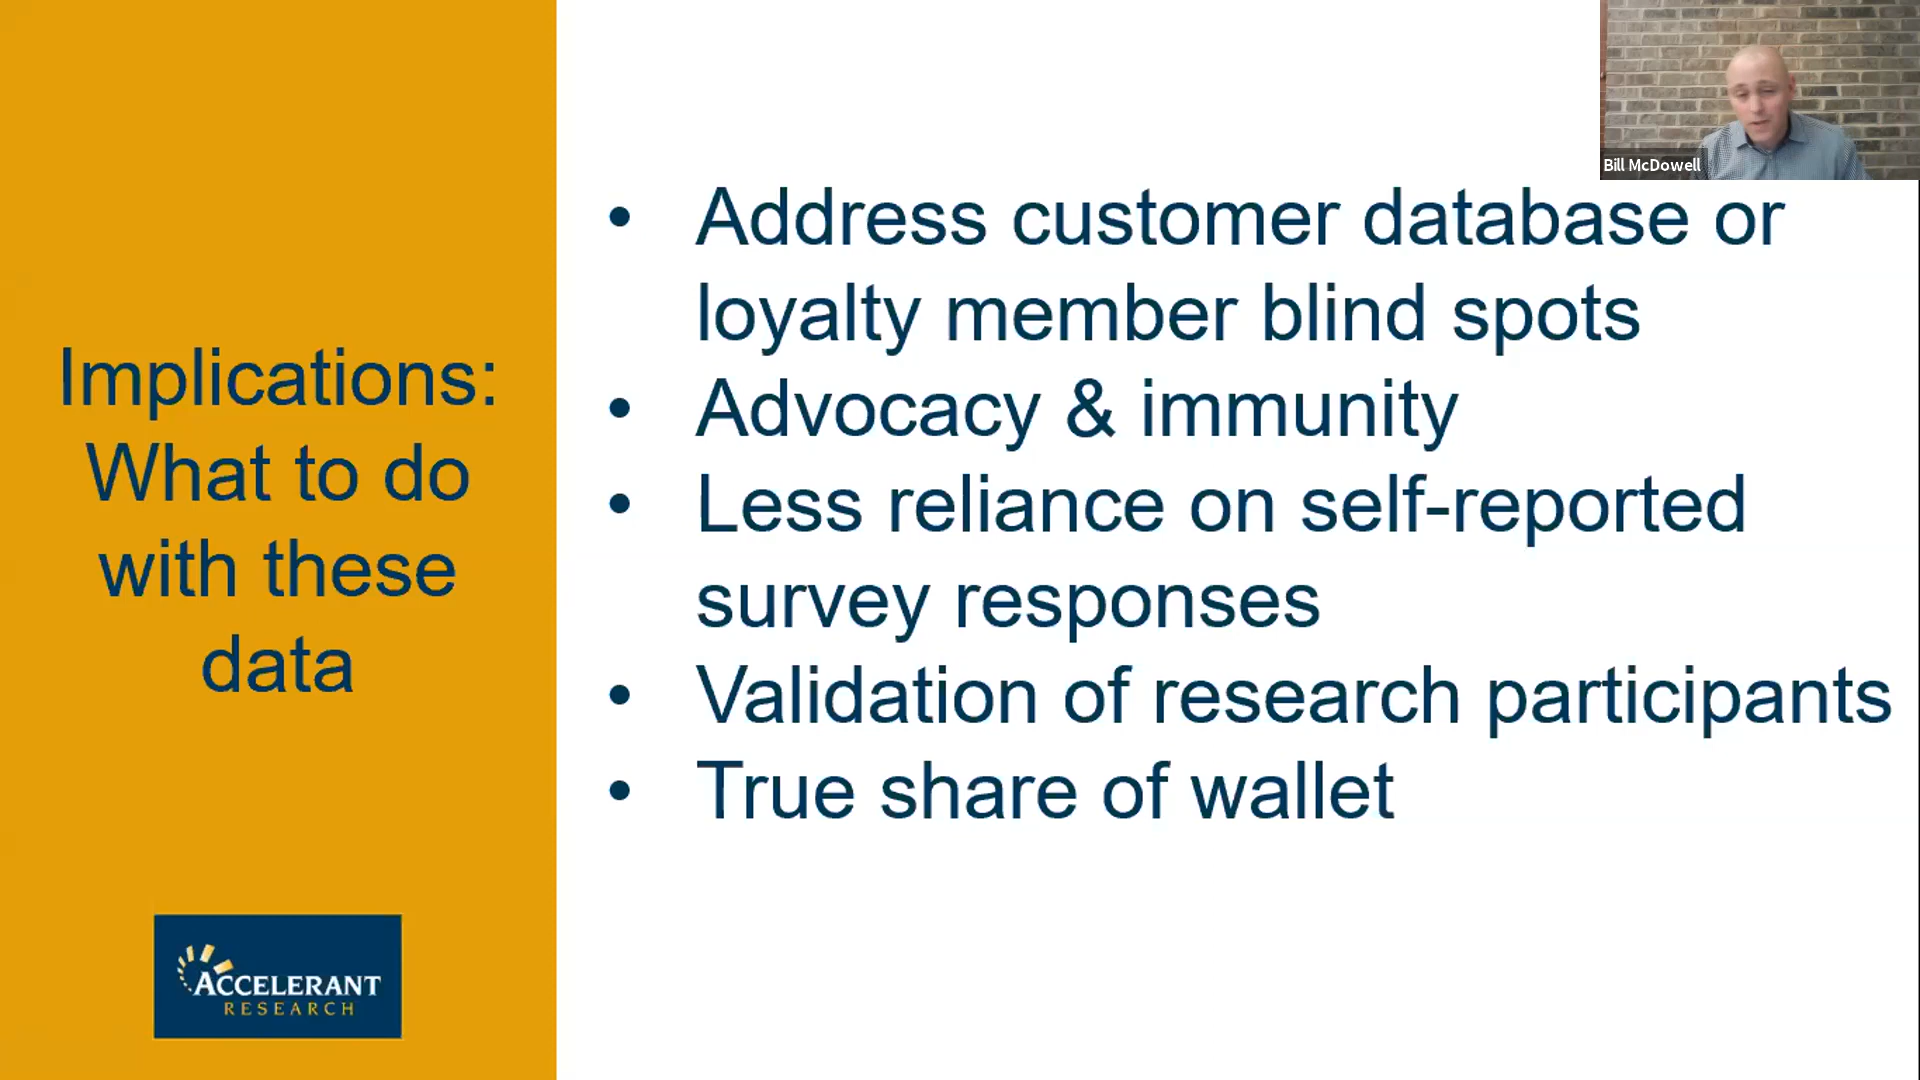 Bill McDowell
Implications:
What to do
with these
data
• Address customer database or
loyalty member blind spots
• Advocacy & immunity
• Less reliance on self-reported
survey responses
• Validation of research participants
• True share of wallet
ACCELERANT
RESEARCH